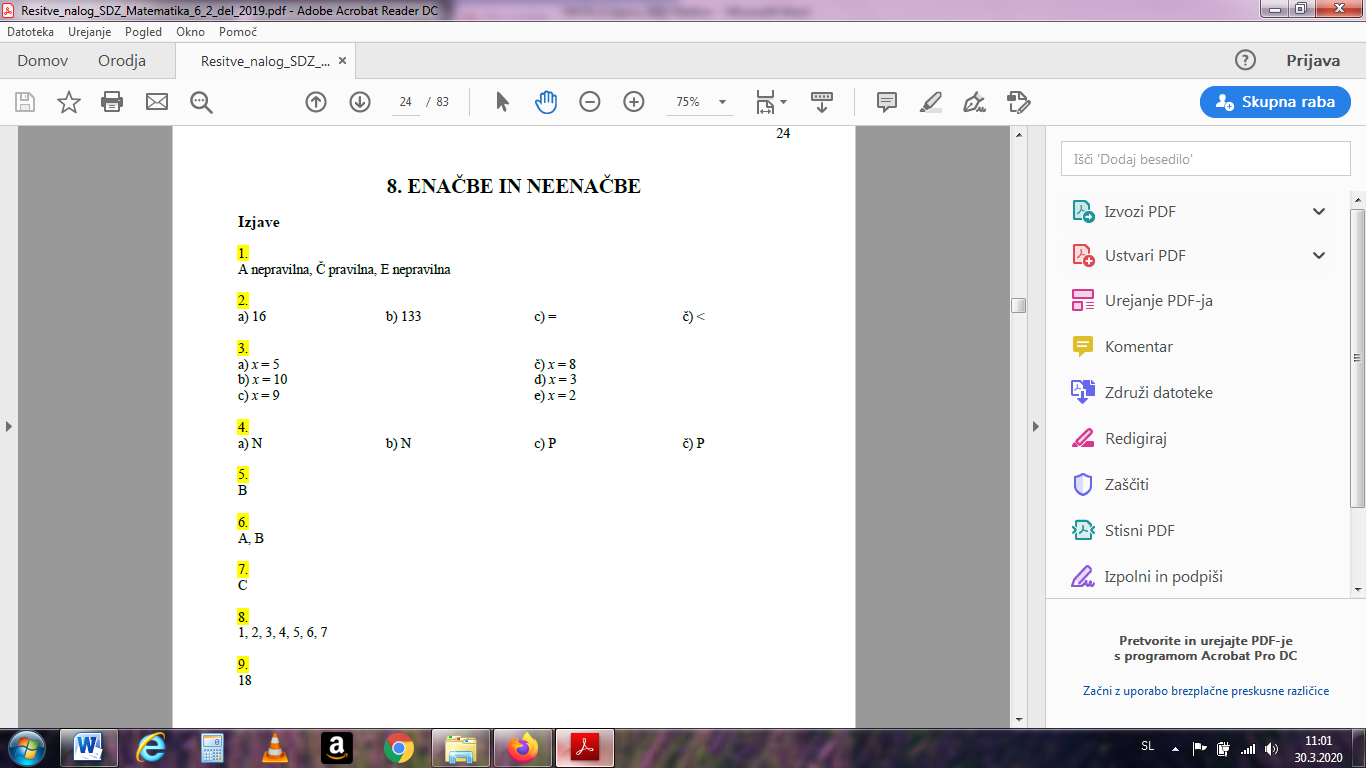 Resitve_nalog_SDZ_Matematika_6_2_del_2019.pdf - Adobe Acrobat Reader DC
Datoteka Urejanje Pogled Okno Pomoč
Domov Orodja Resitve_nalog_SDZ_... × Prijava
24 / 83 75% Skupna raba
24
8. ENAČBE IN NEENAČBE
Izjave
1.
A nepravilna, Č pravilna, E nepravilna
2.
a) 16 b) 133 c) = č) <
3.
a) x = 5 č) x = 8
b) x = 10 d) x = 3
c) x = 9 e) x = 2
4.
a) N b) N c) P č) P
5.
B
6.
A, B
7.
C
8.
1, 2, 3, 4, 5, 6, 7
9.
18
Išči 'Dodaj besedilo'
Izvozi PDF
Ustvari PDF
Urejanje PDF-ja
Komentar
Združi datoteke
Redigiraj
Zaščiti
Stisni PDF
Izpolni in podpiši
Pretvorite in urejajte PDF-je
s programom Acrobat Pro DC
Začni z uporabo brezplačne preskusne različice
SL 11:01
30.3.2020